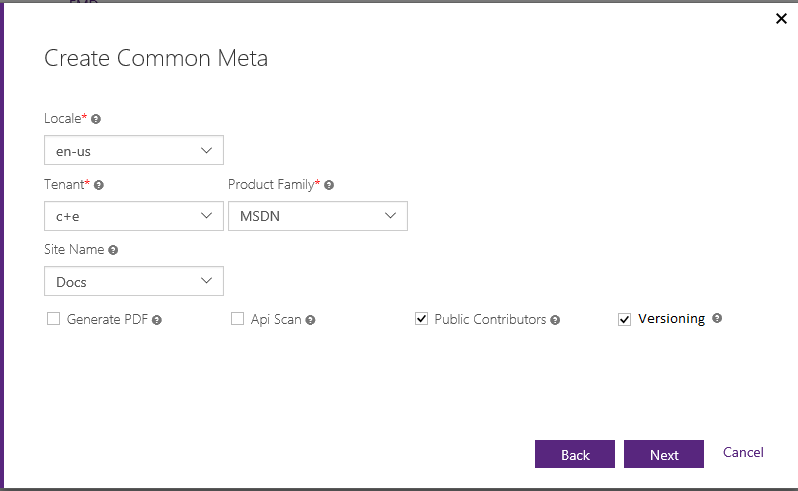 Create Common Meta
Locale*
en-us
Tenant* Product Family*
c+e MSDN
Site Name
Docs
Generate PDF Api Scan Public Contributors Versioning
Back Next Cancel